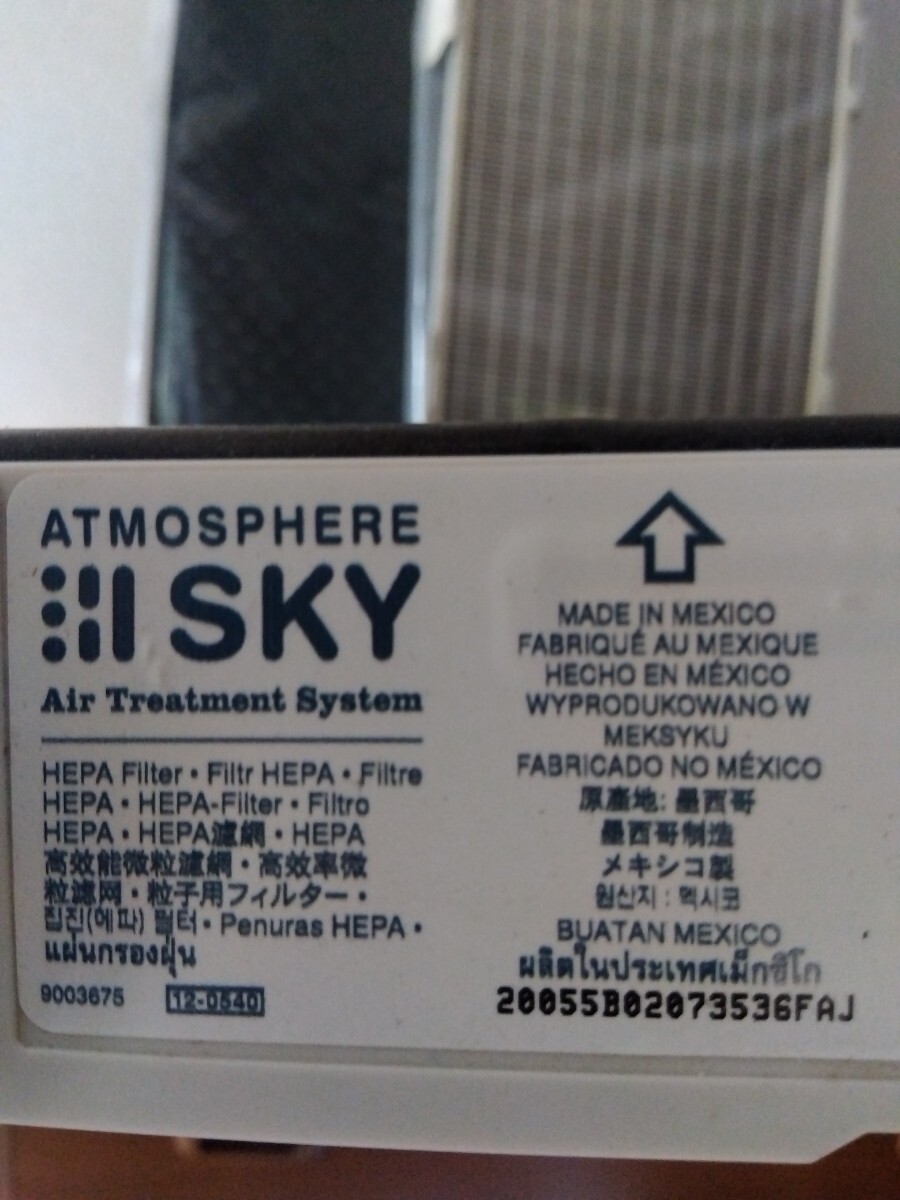 ATMOSPHERE
SKY
Air Treatment System
HEPA Filter • Filtr HEPA • Filtre
HEPA • HEPA-Filter • Filtro
HEPA • HEPA濾網 • HEPA
高效能微粒濾網 • 高效率微
粒滤网 • 粒子用フィルター •
집진(에파) 필터 • Penuras HEPA •
แผ่นกรองฝุ่น
9003675 12-0540
MADE IN MEXICO
FABRIQUÉ AU MEXIQUE
HECHO EN MÉXICO
WYPRODUKOWANO W
MEKSYKU
FABRICADO NO MÉXICO
原產地: 墨西哥
墨西哥制造
メキシコ製
원산지 : 멕시코
BUATAN MEXICO
ผลิตในประเทศเม็กซิโก
20055B02073536FAJ